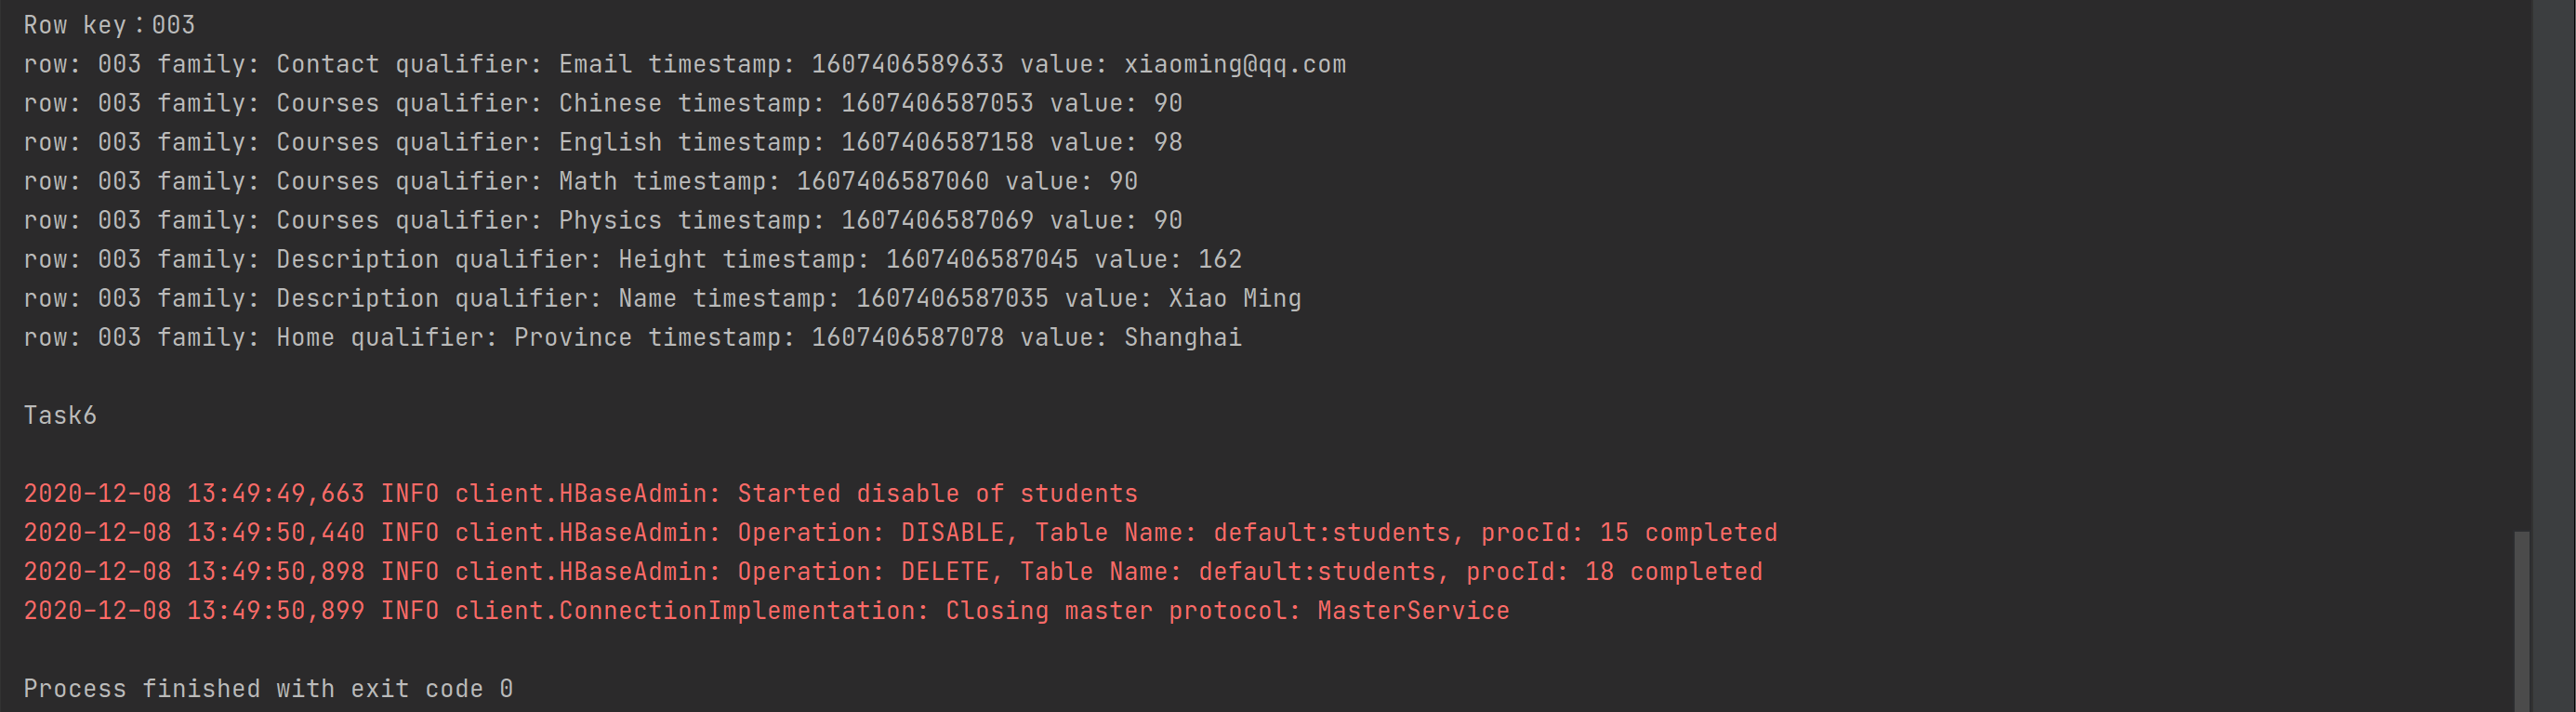 Row key：003
row: 003 family: Contact qualifier: Email timestamp: 1607406589633 value: xiaoming@qq.com
row: 003 family: Courses qualifier: Chinese timestamp: 1607406587053 value: 90
row: 003 family: Courses qualifier: English timestamp: 1607406587158 value: 98
row: 003 family: Courses qualifier: Math timestamp: 1607406587060 value: 90
row: 003 family: Courses qualifier: Physics timestamp: 1607406587069 value: 90
row: 003 family: Description qualifier: Height timestamp: 1607406587045 value: 162
row: 003 family: Description qualifier: Name timestamp: 1607406587035 value: Xiao Ming
row: 003 family: Home qualifier: Province timestamp: 1607406587078 value: Shanghai
Task6
2020-12-08 13:49:49,663 INFO client.HBaseAdmin: Started disable of students
2020-12-08 13:49:50,440 INFO client.HBaseAdmin: Operation: DISABLE, Table Name: default:students, procId: 15 completed
2020-12-08 13:49:50,898 INFO client.HBaseAdmin: Operation: DELETE, Table Name: default:students, procId: 18 completed
2020-12-08 13:49:50,899 INFO client.ConnectionImplementation: Closing master protocol: MasterService
Process finished with exit code 0